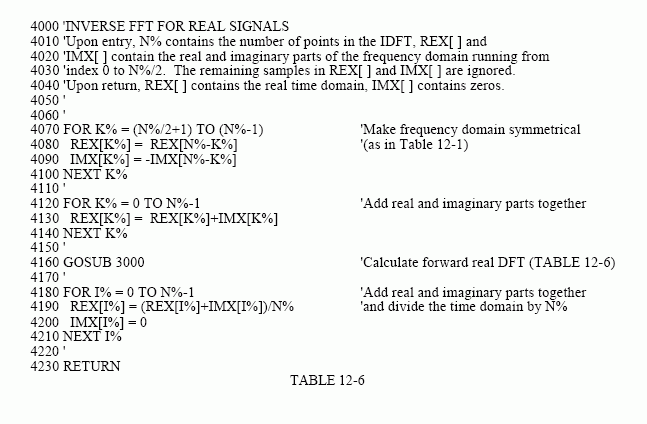 4000 'INVERSE FFT FOR REAL SIGNALS
4010 'Upon entry, N% contains the number of points in the IDFT, REX[ ] and
4020 'IMX[ ] contain the real and imaginary parts of the frequency domain running from
4030 'index 0 to N%/2. The remaining samples in REX[ ] and IMX[ ] are ignored.
4040 'Upon return, REX[ ] contains the real time domain, IMX[ ] contains zeros.
4050 '
4060 '
4070 FOR K% = (N%/2+1) TO (N%-1) 'Make frequency domain symmetrical
4080 REX[K%] = REX[N%-K%] '(as in Table 12-1)
4090 IMX[K%] = -IMX[N%-K%]
4100 NEXT K%
4110 '
4120 FOR K% = 0 TO N%-1 'Add real and imaginary parts together
4130 REX[K%] = REX[K%]+IMX[K%]
4140 NEXT K%
4150 '
4160 GOSUB 3000 'Calculate forward real DFT (TABLE 12-6)
4170 '
4180 FOR I% = 0 TO N%-1 'Add real and imaginary parts together
4190 REX[I%] = (REX[I%]+IMX[I%])/N% 'and divide the time domain by N%
4200 IMX[I%] = 0
4210 NEXT I%
4220 '
4230 RETURN
TABLE 12-6